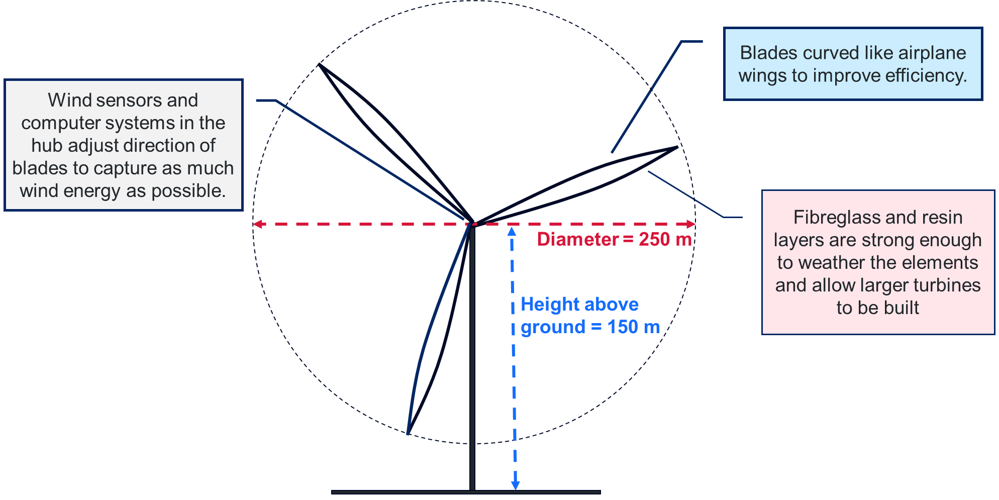 Blades curved like airplane
wings to improve efficiency.
Wind sensors and
computer systems in the
hub adjust direction of
blades to capture as much
wind energy as possible.
Fibreglass and resin
layers are strong enough
to weather the elements
and allow larger turbines
to be built
Diameter = 250 m
Height above
ground = 150 m